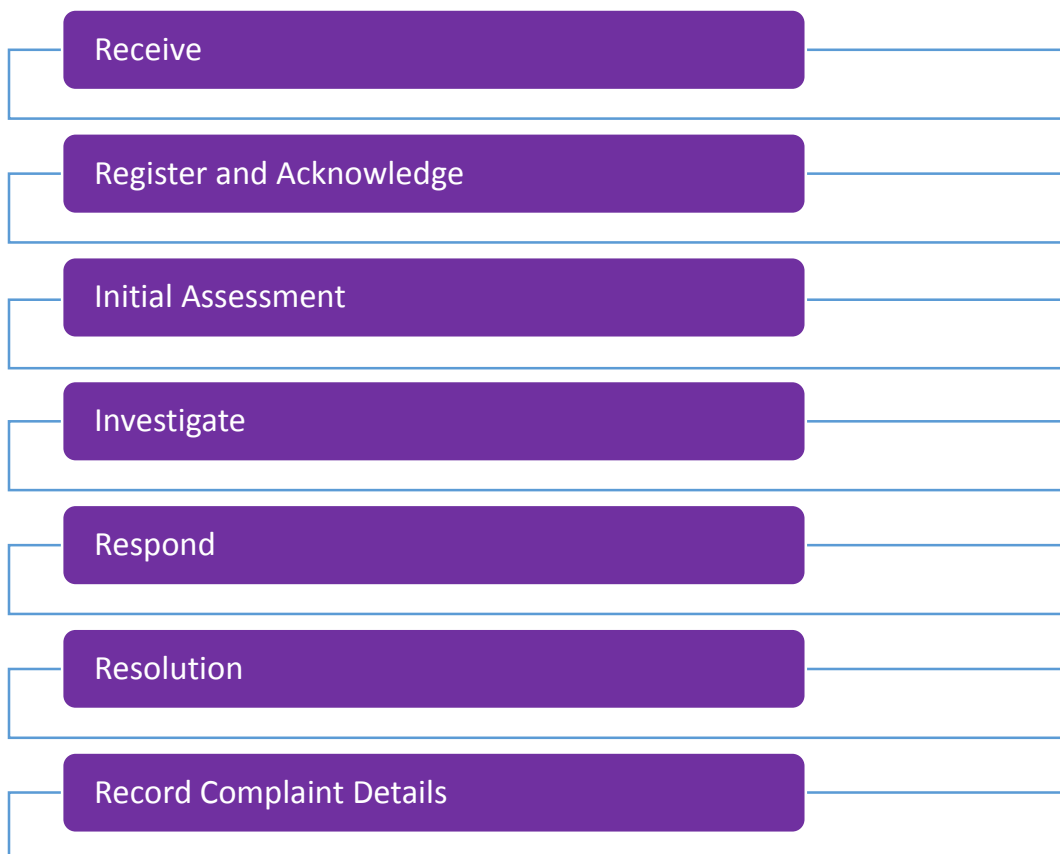 Receive
Register and Acknowledge
Initial Assessment
Investigate
Respond
Resolution
Record Complaint Details